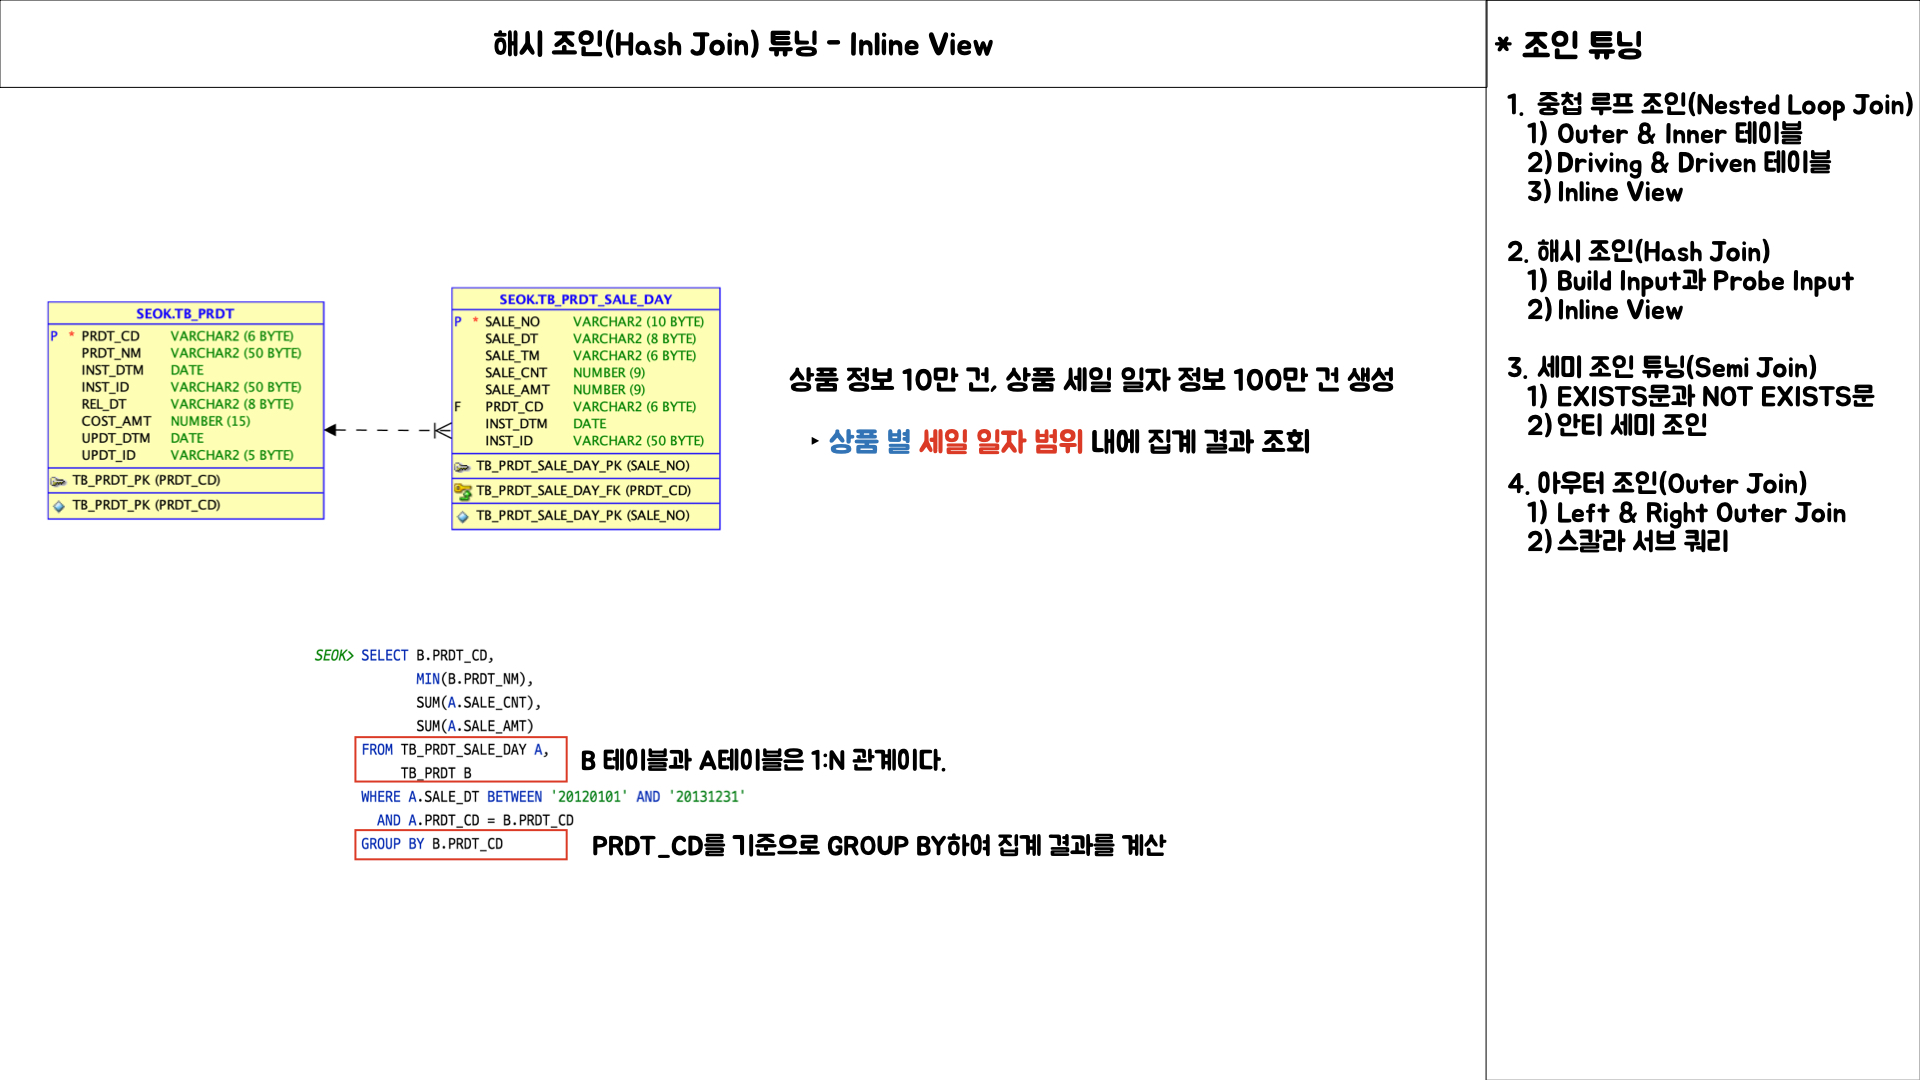 해시 조인(Hash Join) 튜닝 - Inline View
SEOK.TB_PRDT
P * PRDT_CD VARCHAR2 (6 BYTE)
PRDT_NM VARCHAR2 (50 BYTE)
INST_DTM DATE
INST_ID VARCHAR2 (50 BYTE)
REL_DT VARCHAR2 (8 BYTE)
COST_AMT NUMBER (15)
UPDT_DTM DATE
UPDT_ID VARCHAR2 (5 BYTE)
TB_PRDT_PK (PRDT_CD)
TB_PRDT_PK (PRDT_CD)
SEOK.TB_PRDT_SALE_DAY
P * SALE_NO VARCHAR2 (10 BYTE)
SALE_DT VARCHAR2 (8 BYTE)
SALE_TM VARCHAR2 (6 BYTE)
SALE_CNT NUMBER (9)
SALE_AMT NUMBER (9)
F PRDT_CD VARCHAR2 (6 BYTE)
INST_DTM DATE
INST_ID VARCHAR2 (50 BYTE)
TB_PRDT_SALE_DAY_PK (SALE_NO)
TB_PRDT_SALE_DAY_FK (PRDT_CD)
TB_PRDT_SALE_DAY_PK (SALE_NO)
상품 정보 10만 건, 상품 세일 일자 정보 100만 건 생성
‣ 상품 별 세일 일자 범위 내에 집계 결과 조회
SEOK> SELECT B.PRDT_CD,
MIN(B.PRDT_NM),
SUM(A.SALE_CNT),
SUM(A.SALE_AMT)
FROM TB_PRDT_SALE_DAY A,
TB_PRDT B
B 테이블과 A테이블은 1:N 관계이다.
WHERE A.SALE_DT BETWEEN '20120101' AND '20131231'
AND A.PRDT_CD = B.PRDT_CD
GROUP BY B.PRDT_CD
PRDT_CD를 기준으로 GROUP BY하여 집계 결과를 계산
* 조인 튜닝
1. 중첩 루프 조인(Nested Loop Join)
1) Outer & Inner 테이블
2) Driving & Driven 테이블
3) Inline View
2. 해시 조인(Hash Join)
1) Build Input과 Probe Input
2) Inline View
3. 세미 조인 튜닝(Semi Join)
1) EXISTS문과 NOT EXISTS문
2) 안티 세미 조인
4. 아우터 조인(Outer Join)
1) Left & Right Outer Join
2) 스칼라 서브 쿼리